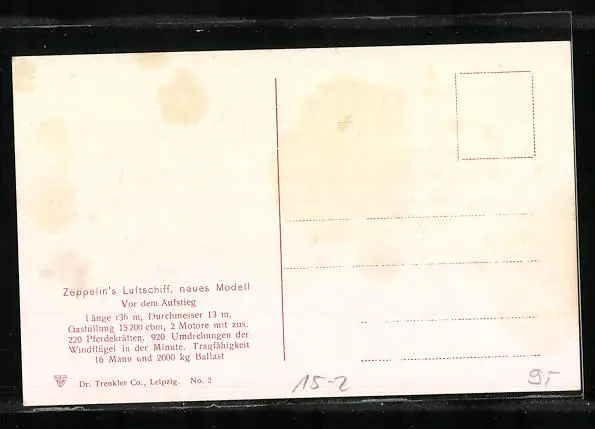 Zeppelin's Luftschiff, neues Modell
Vor dem Aufstieg
Länge 136 m, Durchmesser 13 m,
Gasfüllung 15200 cbm, 2 Motore mit zus.
220 Pferdekräften, 920 Umdrehungen der
Windflügel in der Minute, Tragfähigkeit
16 Mann und 2000 kg Ballast
Dr. Trenkler Co., Leipzig. No. 2
15-2
95